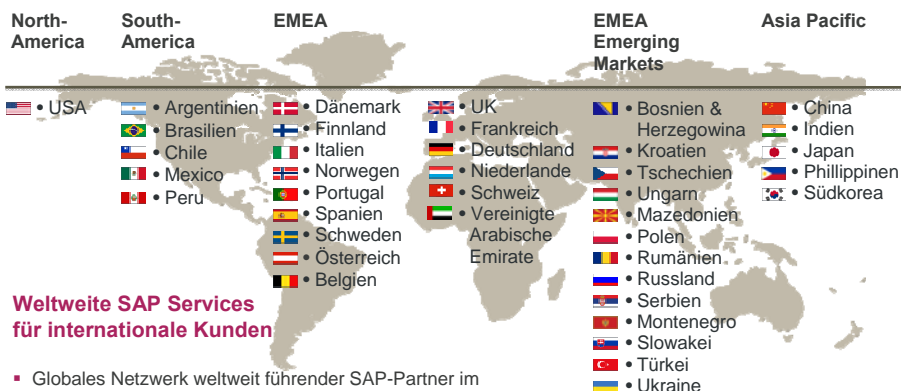 North-
America
South-
America
EMEA
EMEA
Emerging
Markets
Asia Pacific
• USA
• Argentinien
• Brasilien
• Chile
• Mexico
• Peru
• Dänemark
• Finnland
• Italien
• Norwegen
• Portugal
• Spanien
• Schweden
• Österreich
• Belgien
• UK
• Frankreich
• Deutschland
• Niederlande
• Schweiz
• Vereinigte
Arabische
Emirate
• Bosnien &
Herzegowina
• Kroatien
• Tschechien
• Ungarn
• Mazedonien
• Polen
• Rumänien
• Russland
• Serbien
• Montenegro
• Slowakei
• Türkei
• Ukraine
• China
• Indien
• Japan
• Phillippinen
• Südkorea
Weltweite SAP Services
für internationale Kunden
▪ Globales Netzwerk weltweit führender SAP-Partner im